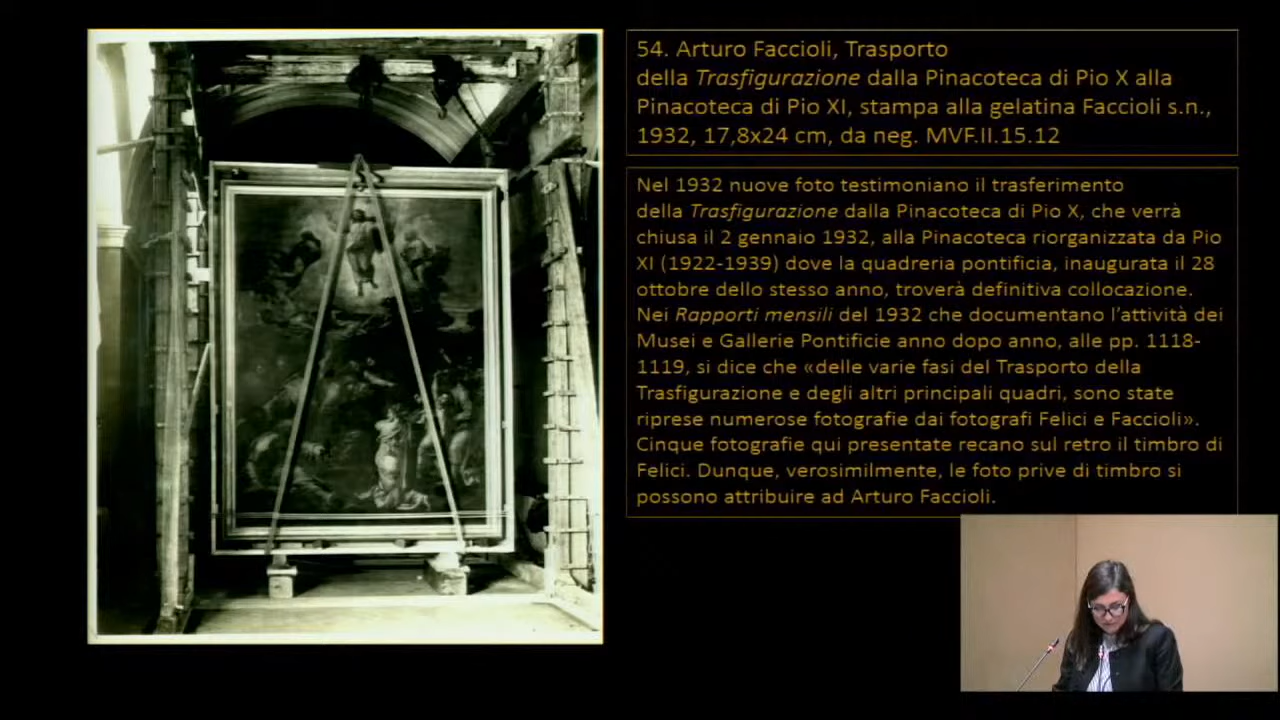 54. Arturo Faccioli, Trasporto
della Trasfigurazione dalla Pinacoteca di Pio X alla
Pinacoteca di Pio XI, stampa alla gelatina Faccioli s.n.,
1932, 17,8x24 cm, da neg. MVF.II.15.12
Nel 1932 nuove foto testimoniano il trasferimento
della Trasfigurazione dalla Pinacoteca di Pio X, che verrà
chiusa il 2 gennaio 1932, alla Pinacoteca riorganizzata da Pio
XI (1922-1939) dove la quadreria pontificia, inaugurata il 28
ottobre dello stesso anno, troverà definitiva collocazione.
Nei Rapporti mensili del 1932 che documentano l’attività dei
Musei e Gallerie Pontificie anno dopo anno, alle pp. 1118-
1119, si dice che «delle varie fasi del Trasporto della
Trasfigurazione e degli altri principali quadri, sono state
riprese numerose fotografie dai fotografi Felici e Faccioli».
Cinque fotografie qui presentate recano sul retro il timbro di
Felici. Dunque, verosimilmente, le foto prive di timbro si
possono attribuire ad Arturo Faccioli.